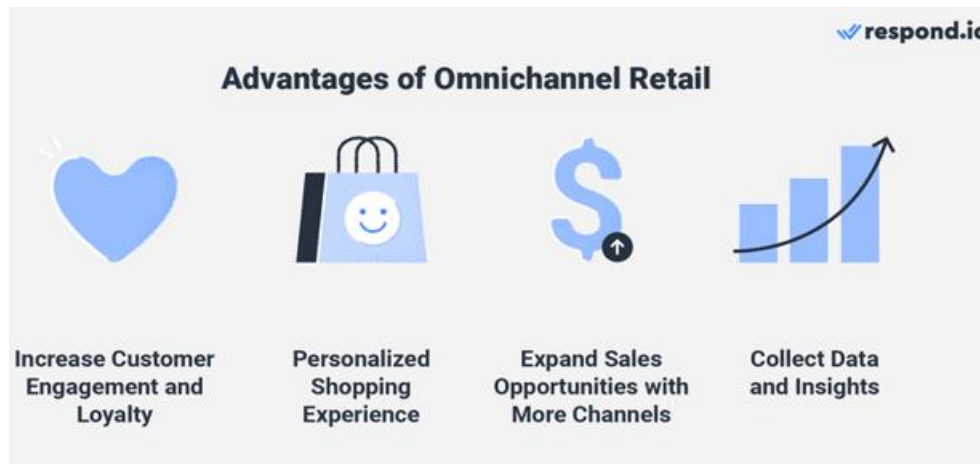 respond.io
Advantages of Omnichannel Retail
Increase Customer
Engagement and
Loyalty
Personalized
Shopping
Experience
Expand Sales
Opportunities with
More Channels
Collect Data
and Insights